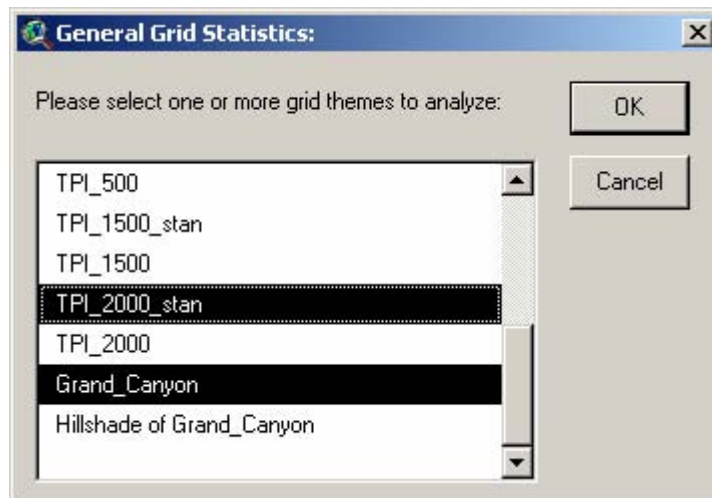 General Grid Statistics:
Please select one or more grid themes to analyze:
OK
Cancel
TPI_500
TPI_1500_stan
TPI_1500
TPI_2000_stan
TPI_2000
Grand_Canyon
Hillshade of Grand_Canyon